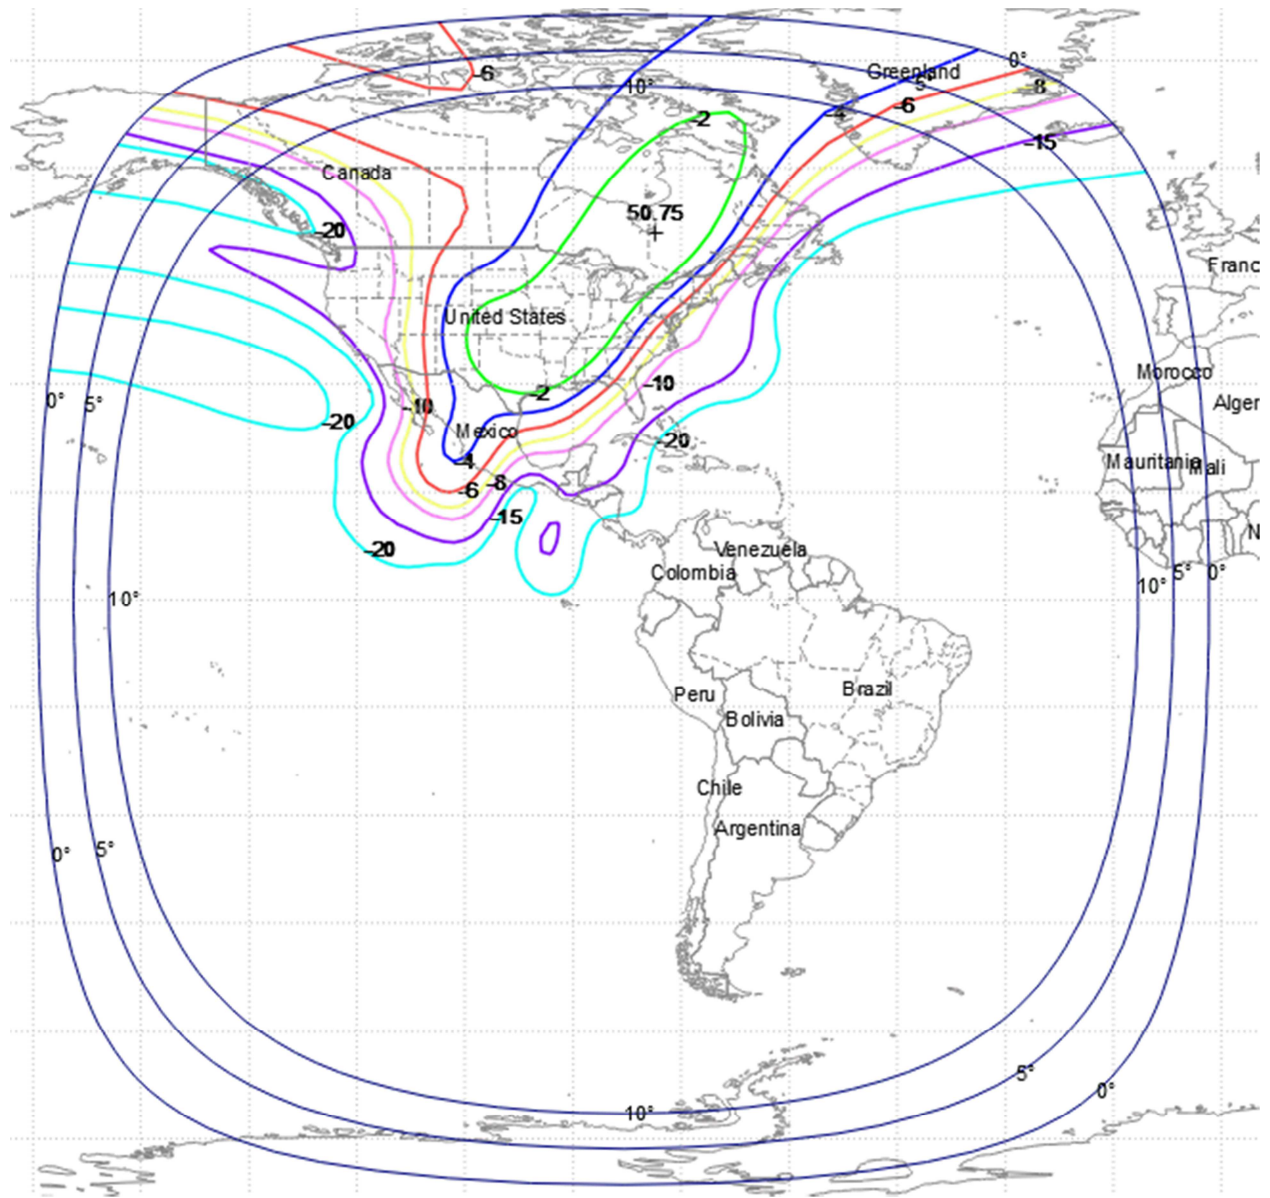 0°
-6
Greenland
5°
8
10°
-6
-4
-2
-15
Canada
50.75
-20
Franc
United States
Morocco
-10
-2
0°
5°
-10
Alger
-20
Mexico
-20
-4
Mauritania
Mali
-6
-8
-15
N
-20
Venezuela
Colombia
10°
5°
0°
10°
Brazil
Peru
Bolivia
Chile
Argentina
0°
5°
5°
0°
10°